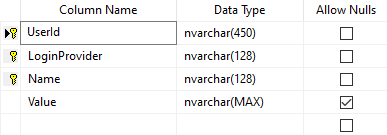 Column Name Data Type Allow Nulls
UserId nvarchar(450)
LoginProvider nvarchar(128)
Name nvarchar(128)
Value nvarchar(MAX)